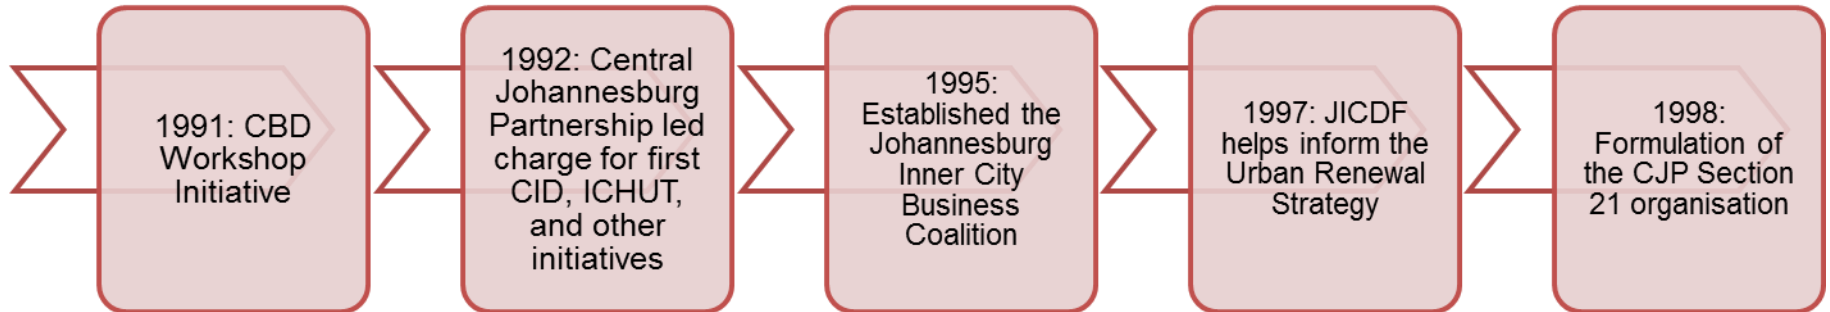 1991: CBD
Workshop
Initiative
1992: Central
Johannesburg
Partnership led
charge for first
CID, ICHUT,
and other
initiatives
1995:
Established the
Johannesburg
Inner City
Business
Coalition
1997: JICDF
helps inform the
Urban Renewal
Strategy
1998:
Formulation of
the CJP Section
21 organisation